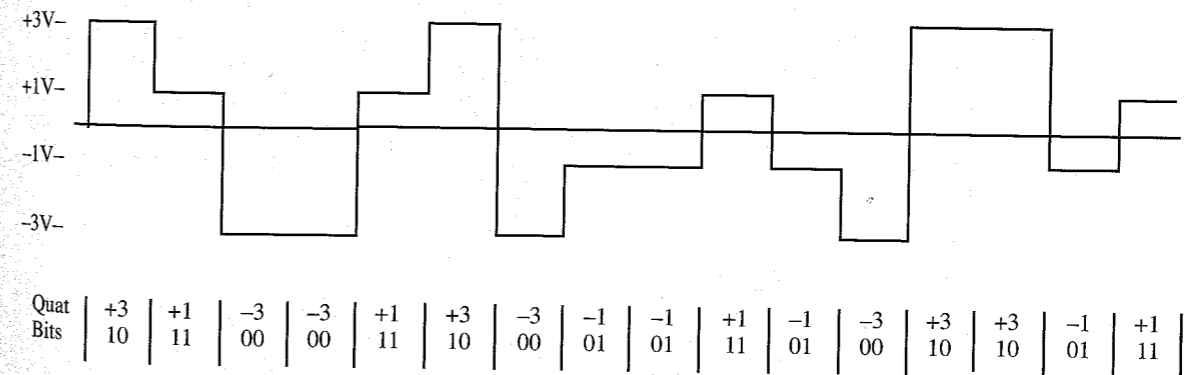 +3V–
+1V–
–1V–
–3V–
Quat +3 +1 –3 –3 +1 +3 –3 –1 –1 +1 –1 –3 +3 +3 –1 +1
Bits 10 11 00 00 11 10 00 01 01 11 01 00 10 10 01 11